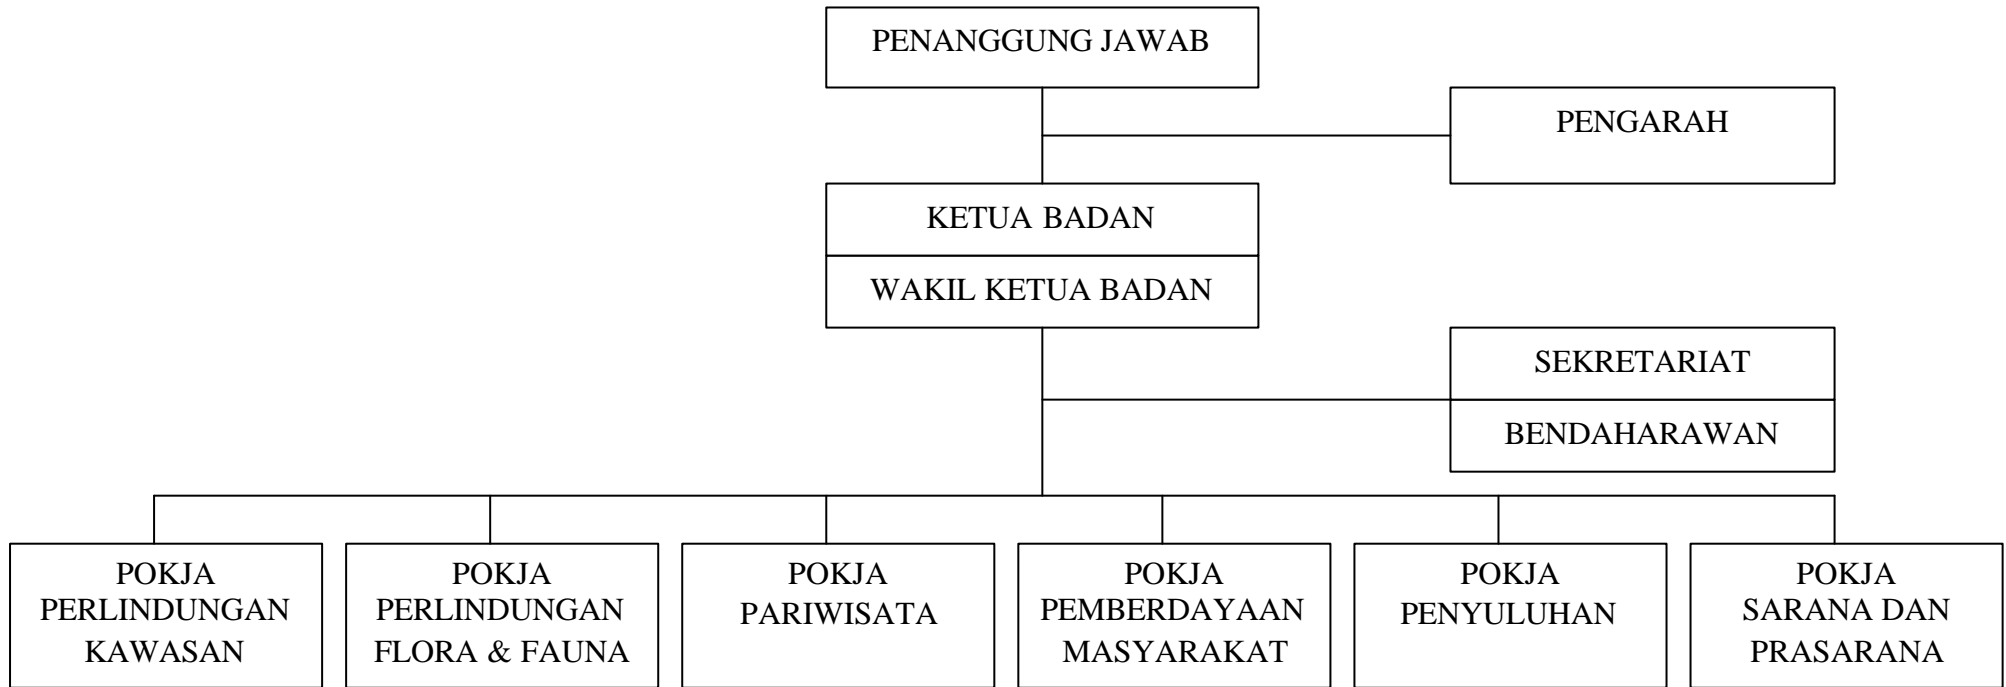 PENANGGUNG JAWAB
PENGARAH
KETUA BADAN
WAKIL KETUA BADAN
SEKRETARIAT
BENDAHARAWAN
POKJA
PERLINDUNGAN
KAWASAN
POKJA
PERLINDUNGAN
FLORA & FAUNA
POKJA
PARIWISATA
POKJA
PEMBERDAYAAN
MASYARAKAT
POKJA
PENYULUHAN
POKJA
SARANA DAN
PRASARANA